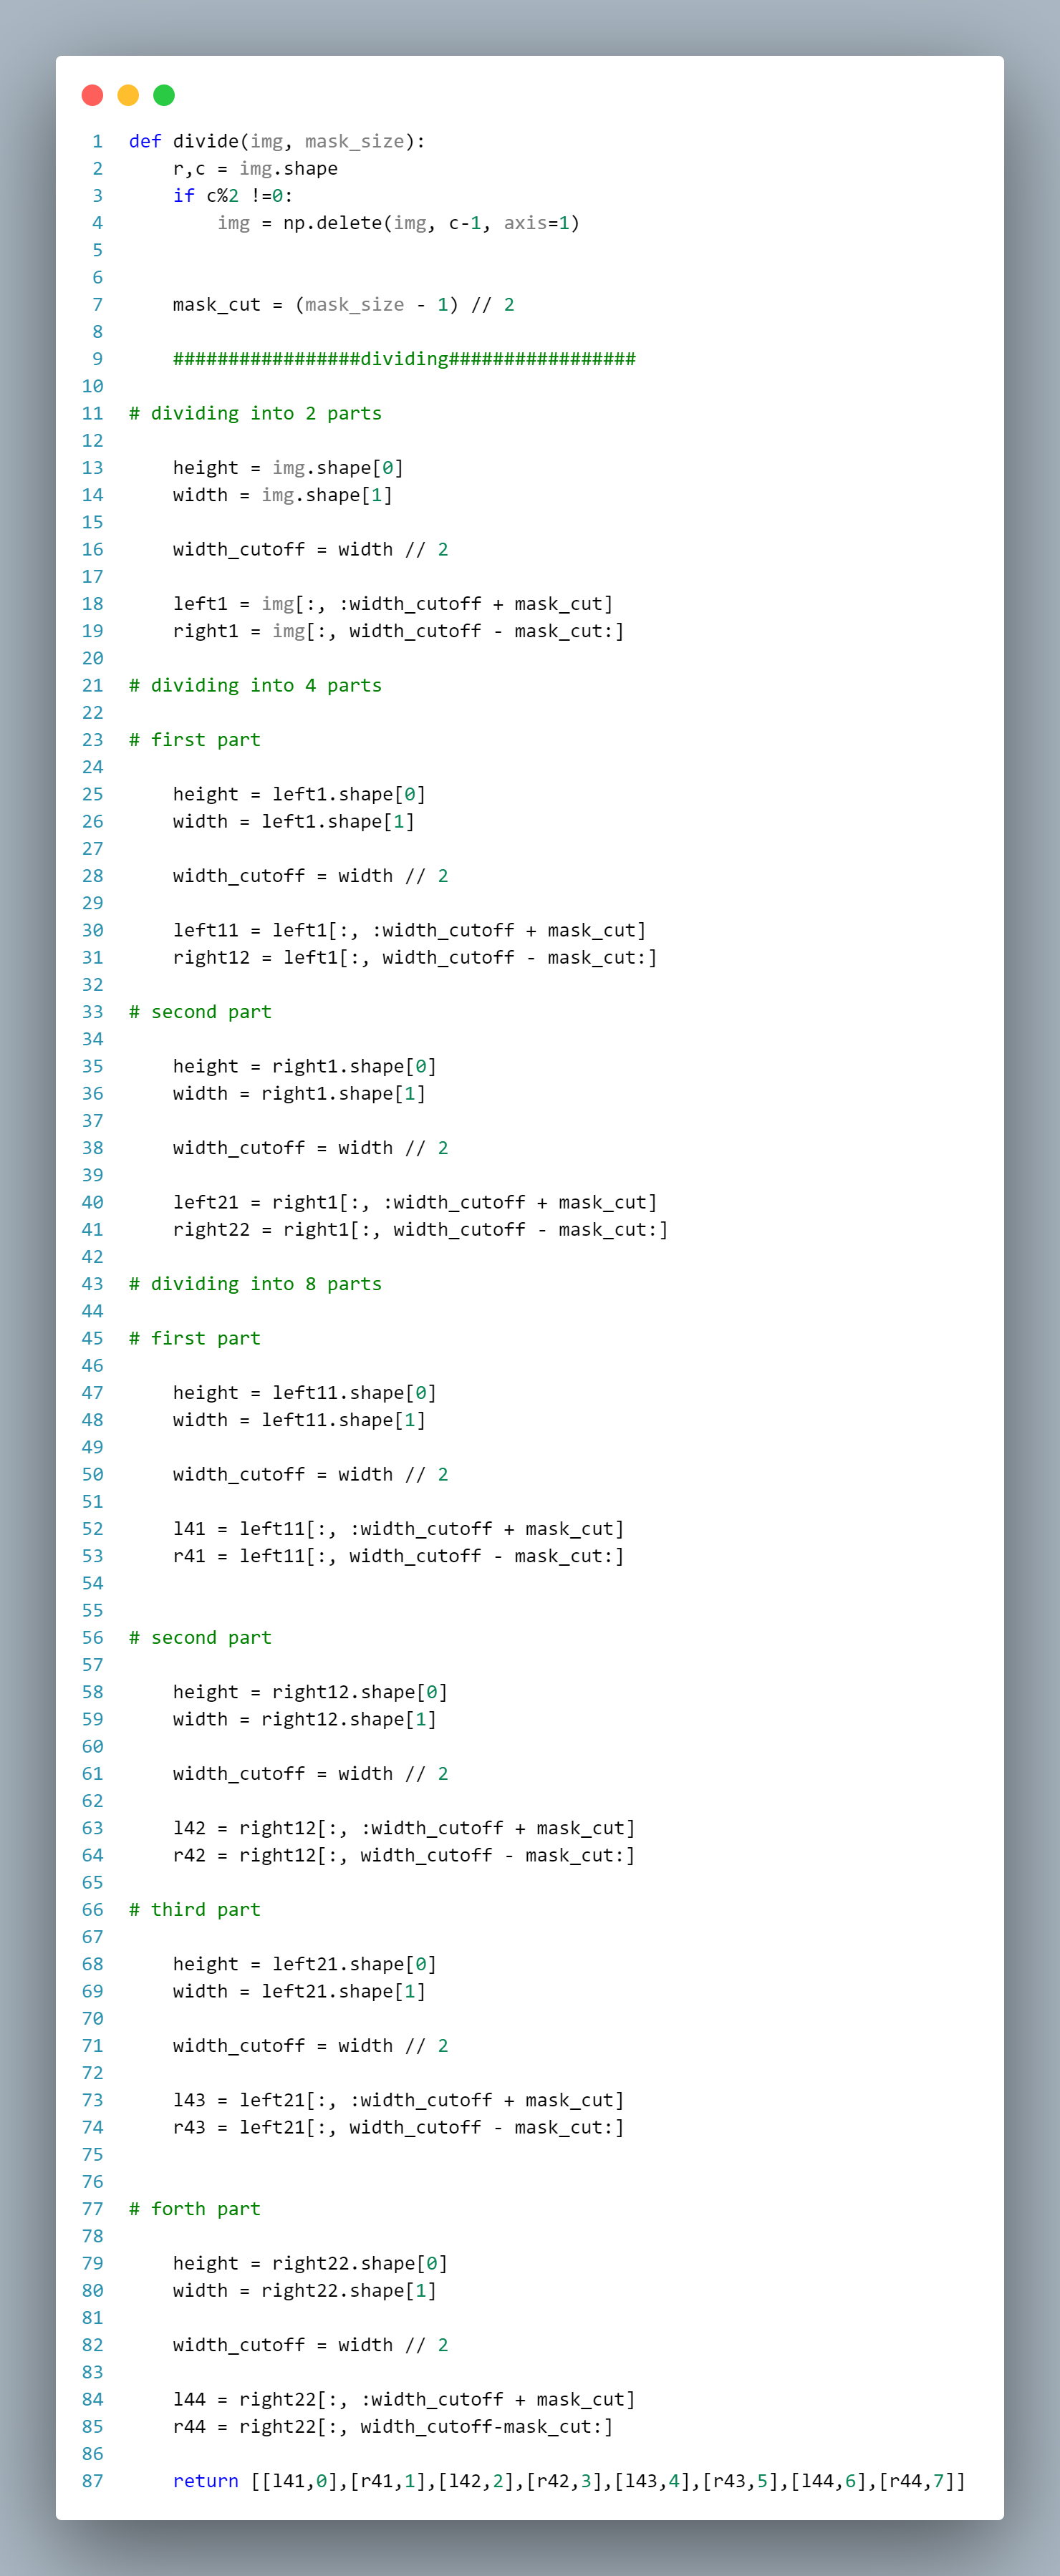 1 def divide(img, mask_size):
2     r,c = img.shape
3     if c%2 !=0:
4         img = np.delete(img, c-1, axis=1)
5
6
7     mask_cut = (mask_size - 1) // 2
8
9     #################dividing#################
10
11 # dividing into 2 parts
12
13     height = img.shape[0]
14     width = img.shape[1]
15
16     width_cutoff = width // 2
17
18     left1 = img[:, :width_cutoff + mask_cut]
19     right1 = img[:, width_cutoff - mask_cut:]
20
21 # dividing into 4 parts
22
23 # first part
24
25     height = left1.shape[0]
26     width = left1.shape[1]
27
28     width_cutoff = width // 2
29
30     left11 = left1[:, :width_cutoff + mask_cut]
31     right12 = left1[:, width_cutoff - mask_cut:]
32
33 # second part
34
35     height = right1.shape[0]
36     width = right1.shape[1]
37
38     width_cutoff = width // 2
39
40     left21 = right1[:, :width_cutoff + mask_cut]
41     right22 = right1[:, width_cutoff - mask_cut:]
42
43 # dividing into 8 parts
44
45 # first part
46
47     height = left11.shape[0]
48     width = left11.shape[1]
49
50     width_cutoff = width // 2
51
52     l41 = left11[:, :width_cutoff + mask_cut]
53     r41 = left11[:, width_cutoff - mask_cut:]
54
55
56 # second part
57
58     height = right12.shape[0]
59     width = right12.shape[1]
60
61     width_cutoff = width // 2
62
63     l42 = right12[:, :width_cutoff + mask_cut]
64     r42 = right12[:, width_cutoff - mask_cut:]
65
66 # third part
67
68     height = left21.shape[0]
69     width = left21.shape[1]
70
71     width_cutoff = width // 2
72
73     l43 = left21[:, :width_cutoff + mask_cut]
74     r43 = left21[:, width_cutoff - mask_cut:]
75
76
77 # forth part
78
79     height = right22.shape[0]
80     width = right22.shape[1]
81
82     width_cutoff = width // 2
83
84     l44 = right22[:, :width_cutoff + mask_cut]
85     r44 = right22[:, width_cutoff-mask_cut:]
86
87     return [[l41,0],[r41,1],[l42,2],[r42,3],[l43,4],[r43,5],[l44,6],[r44,7]]